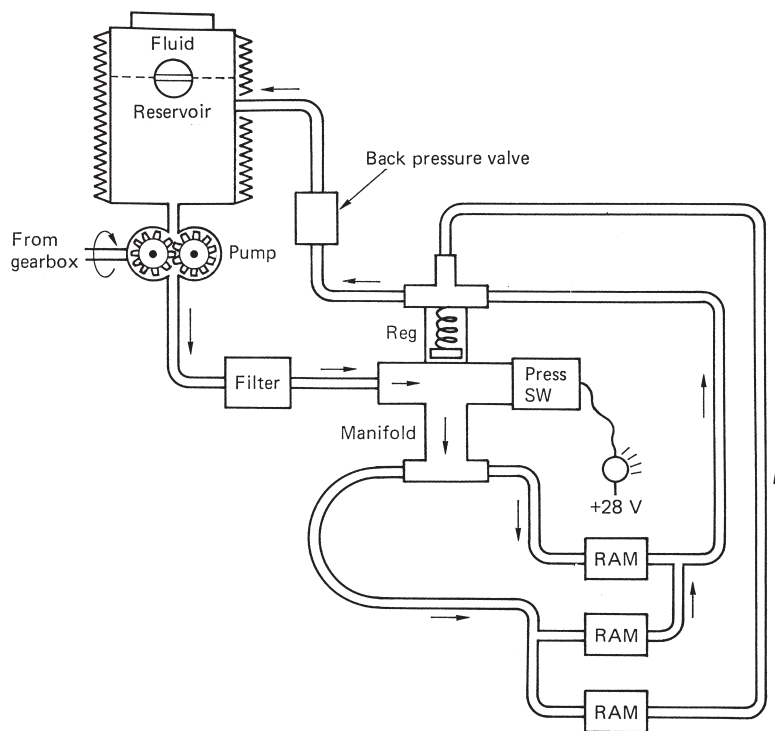 Fluid
Reservoir
Back pressure valve
From
gearbox
Pump
Reg
Filter
Press
SW
Manifold
+28 V
RAM
RAM
RAM